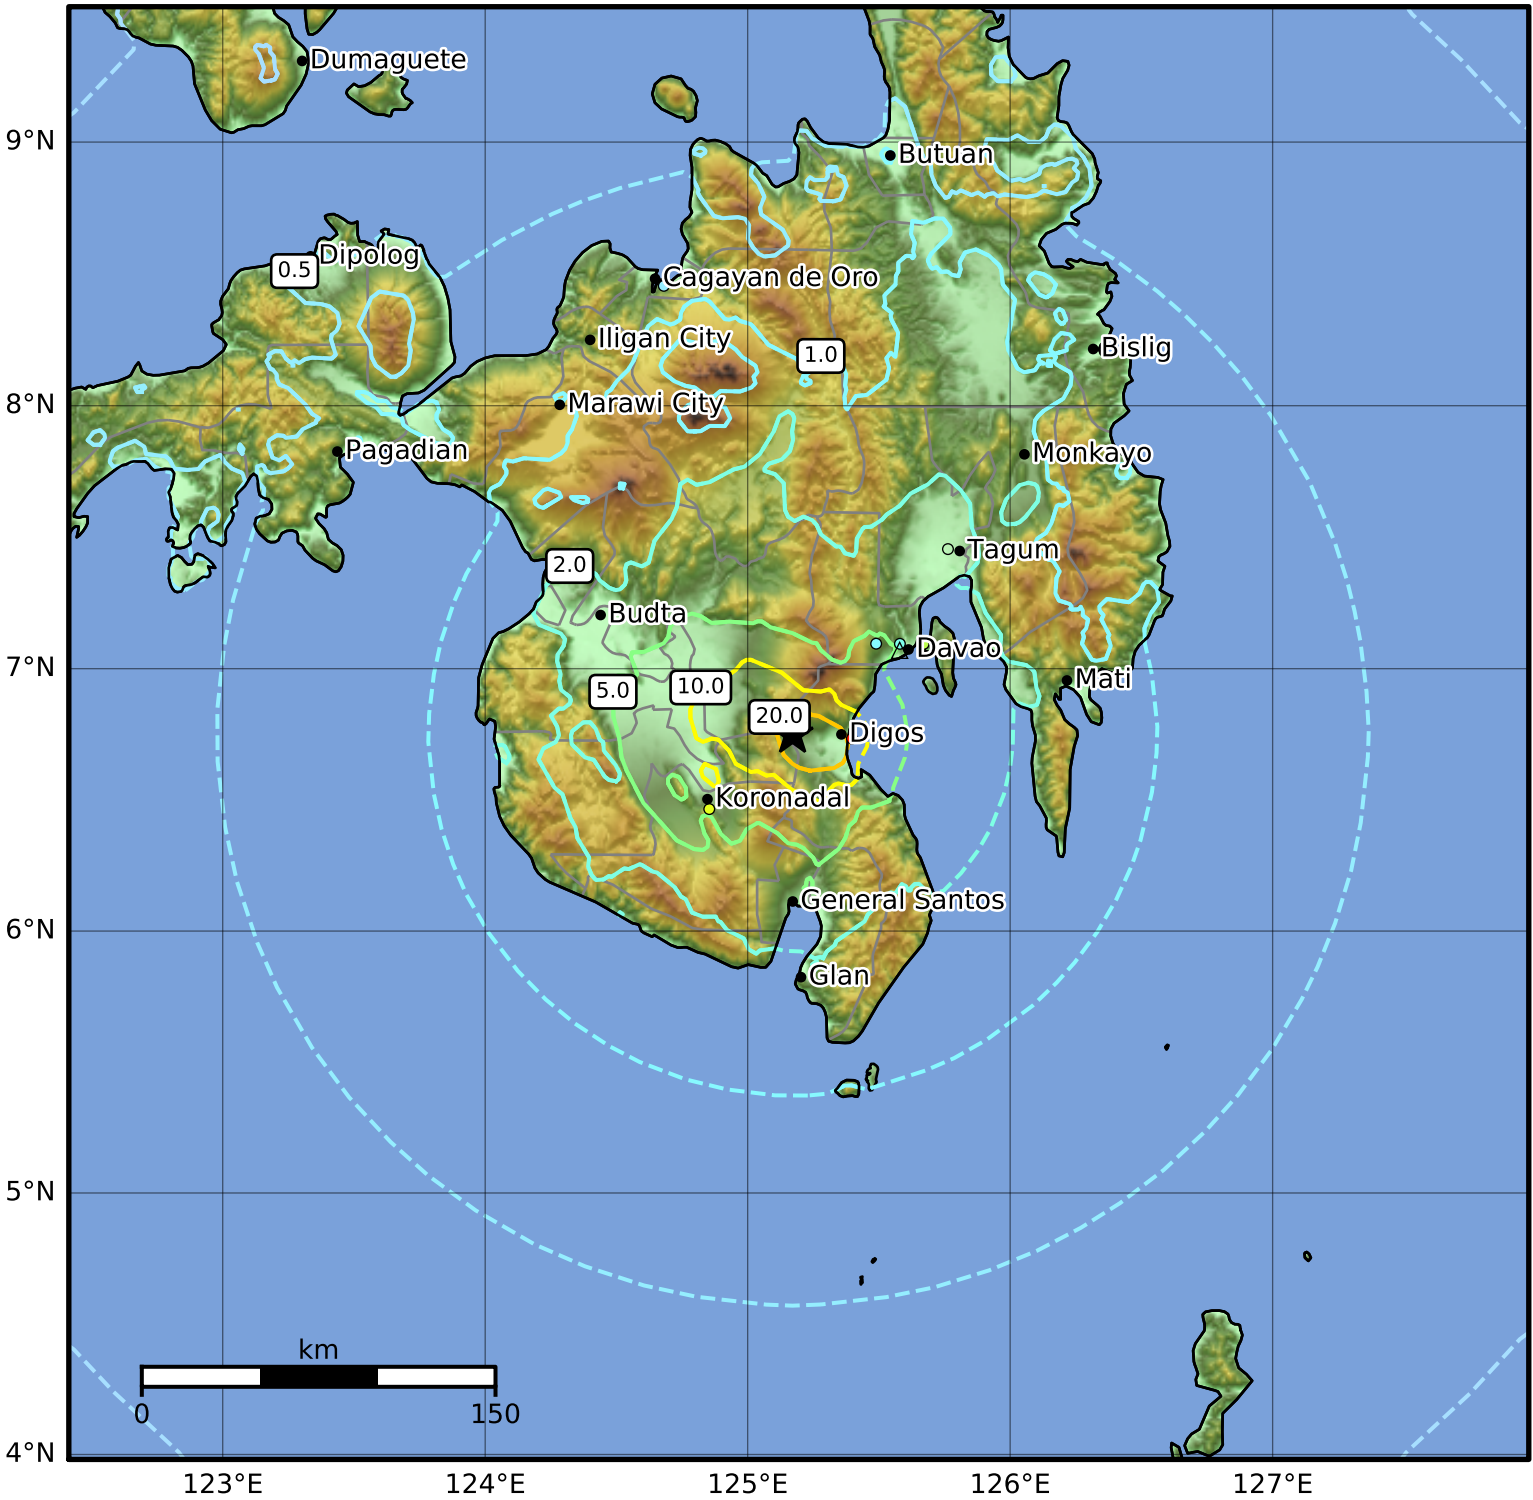 Dumaguete
9°N
Butuan
Dipolog
0.5
Cagayan de Oro
Iligan City
1.0
Bislig
8°N
Marawi City
Pagadian
Monkayo
Tagum
2.0
Budta
7°N
Davao
Mati
5.0
10.0
20.0
Digos
Koronadal
General Santos
6°N
Glan
5°N
km
0
150
4°N
123°E
124°E
125°E
126°E
127°E